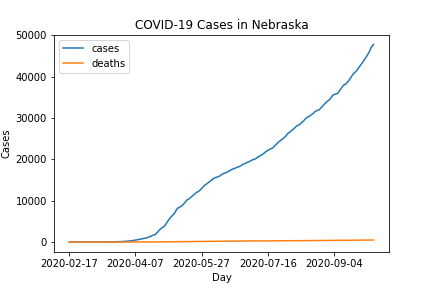 COVID-19 Cases in Nebraska
cases
deaths
50000
40000
30000
20000
10000
0
Cases
2020-02-17 2020-04-07 2020-05-27 2020-07-16 2020-09-04
Day